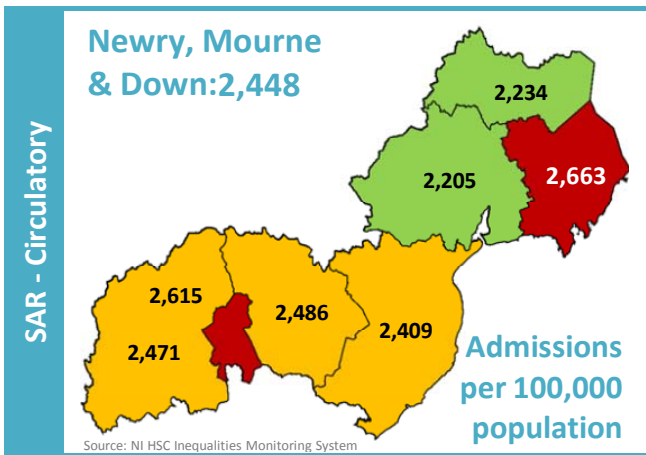 SAR - Circulatory
Newry, Mourne
& Down:2,448
2,234
2,205
2,663
2,615
2,486
2,471
2,409
Admissions
per 100,000
population
Source: NI HSC Inequalities Monitoring System